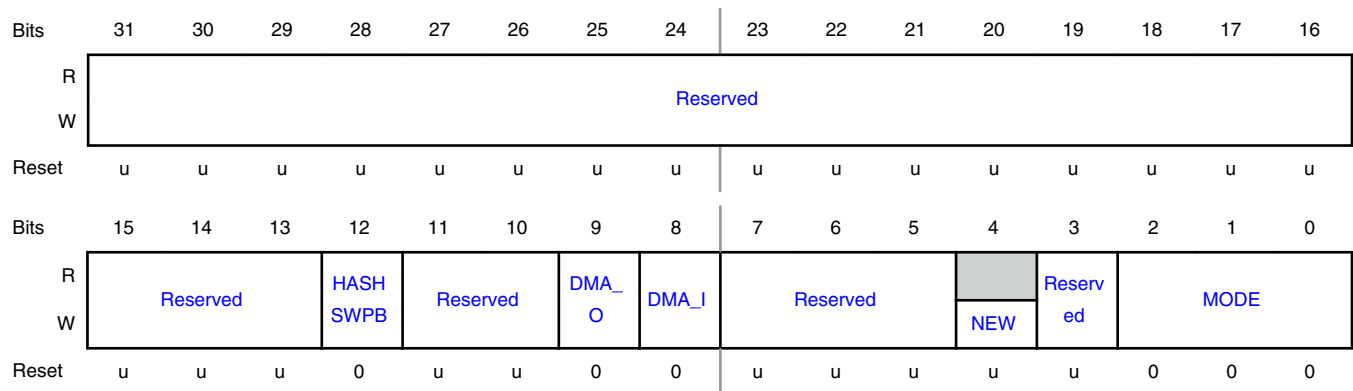 Bits 31 30 29 28 27 26 25 24 23 22 21 20 19 18 17 16
R
Reserved
W
Reset u u u u u u u u u u u u u u u u
Bits 15 14 13 12 11 10 9 8 7 6 5 4 3 2 1 0
R
W
Reserved
HASH
SWPB
Reserved
DMA_
O
DMA_I
Reserved
NEW
Reserv
ed
MODE
Reset u u u 0 u u 0 0 u u u u u 0 0 0